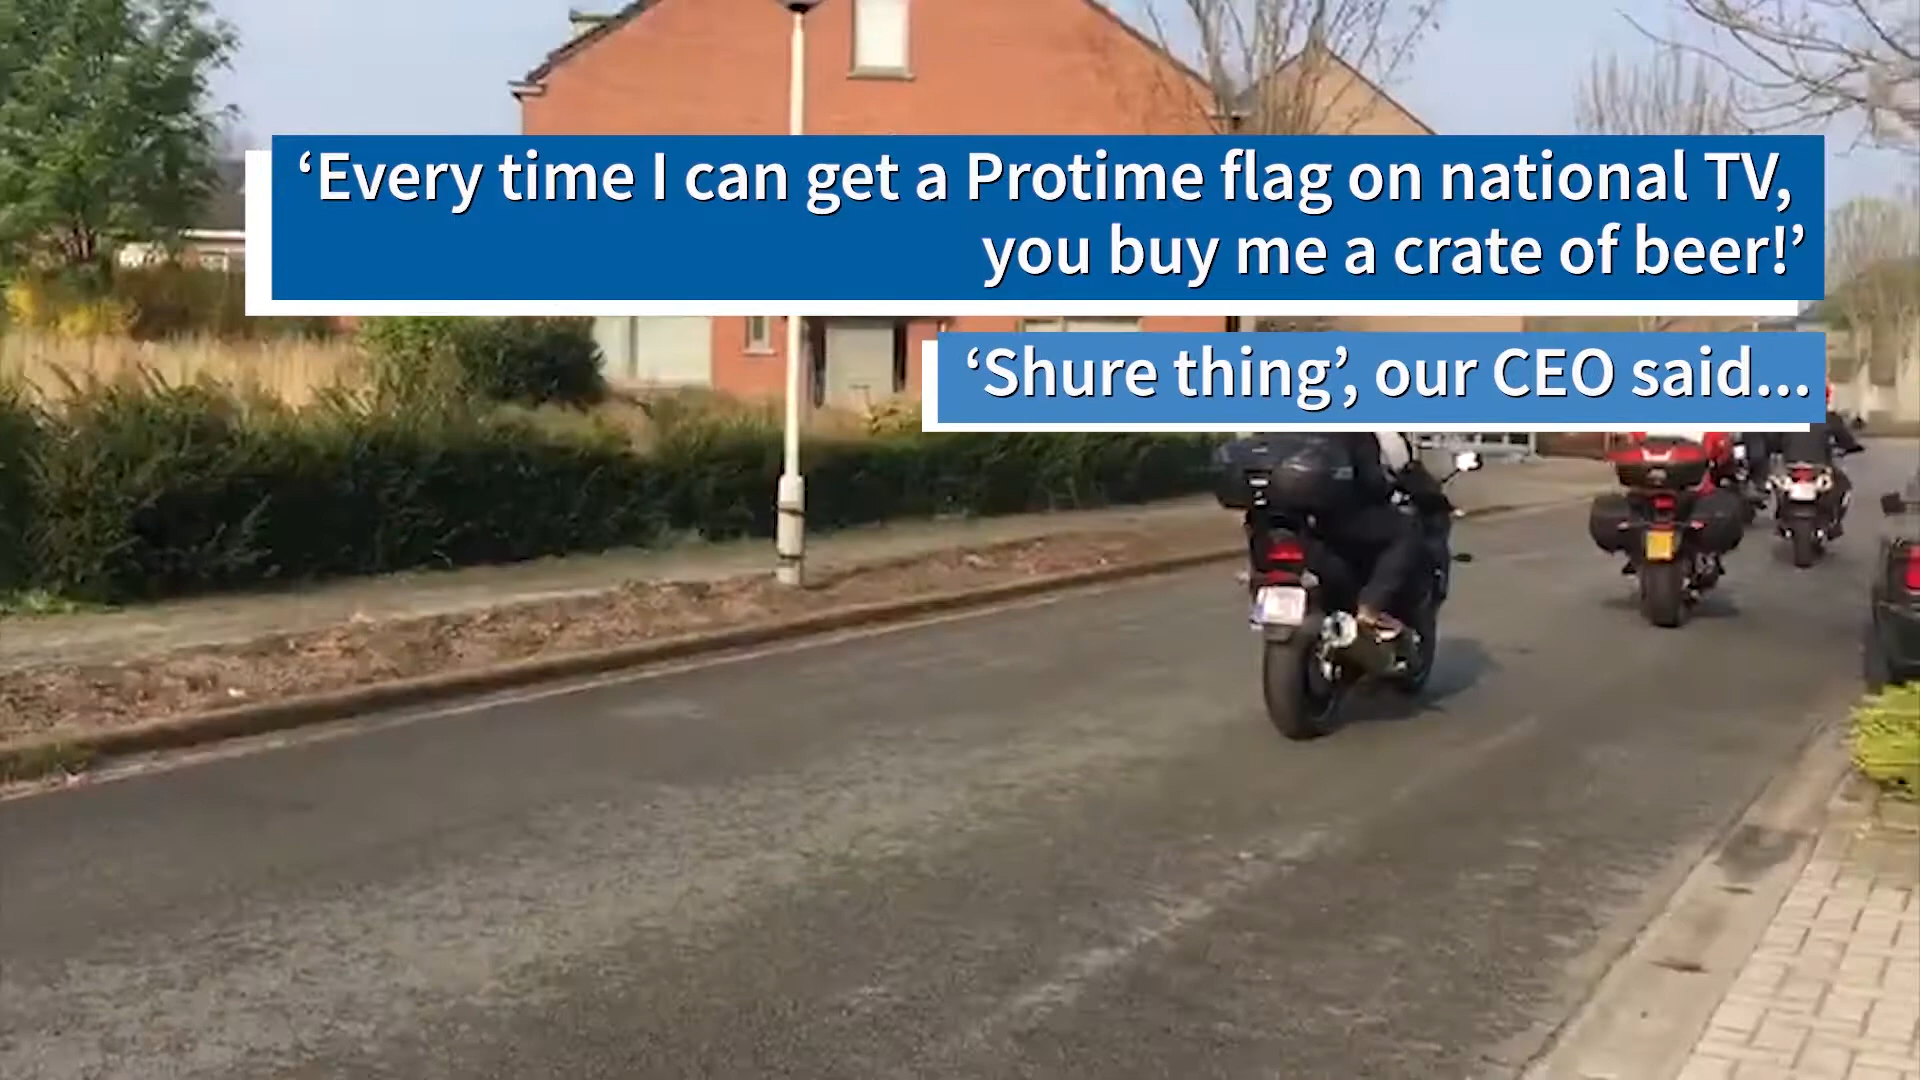 ‘Every time I can get a Protime flag on national TV,
you buy me a crate of beer!’
‘Shure thing’, our CEO said...